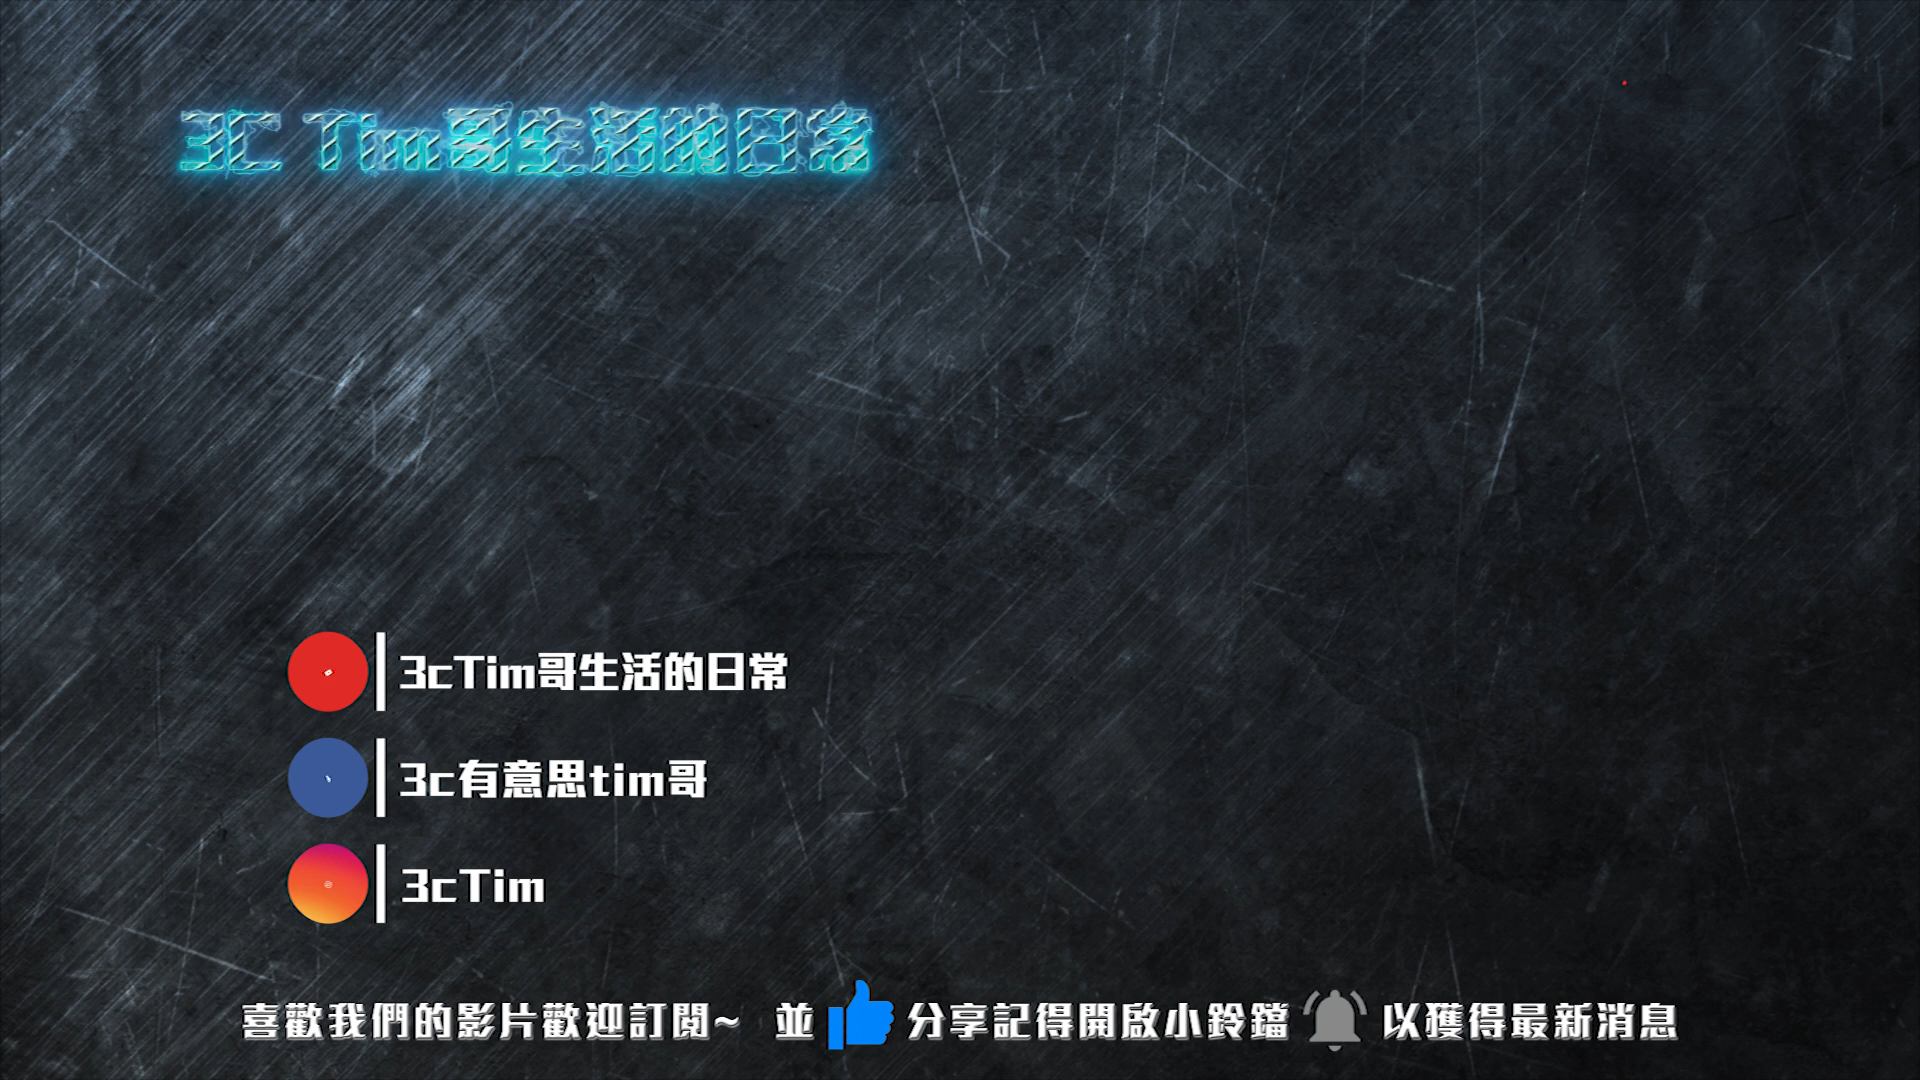 3C Tim哥生活的日常
3cTim哥生活的日常
3c有意思tim哥
3cTim
喜歡我們的影片歡迎訂閱~ 並 分享記得開啟小鈴鐺 以獲得最新消息